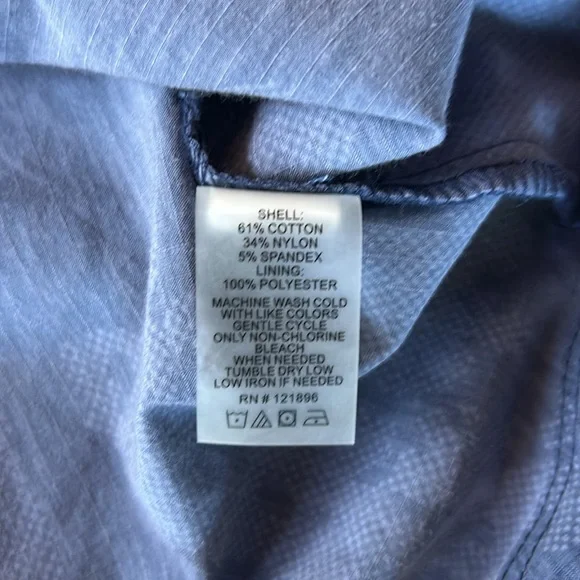 SHELL:
61% COTTON
34% NYLON
5% SPANDEX
LINING:
100% POLYESTER
MACHINE WASH COLD
WITH LIKE COLORS
GENTLE CYCLE
ONLY NON-CHLORINE
BLEACH
WHEN NEEDED
TUMBLE DRY LOW
LOW IRON IF NEEDED
RN # 121896